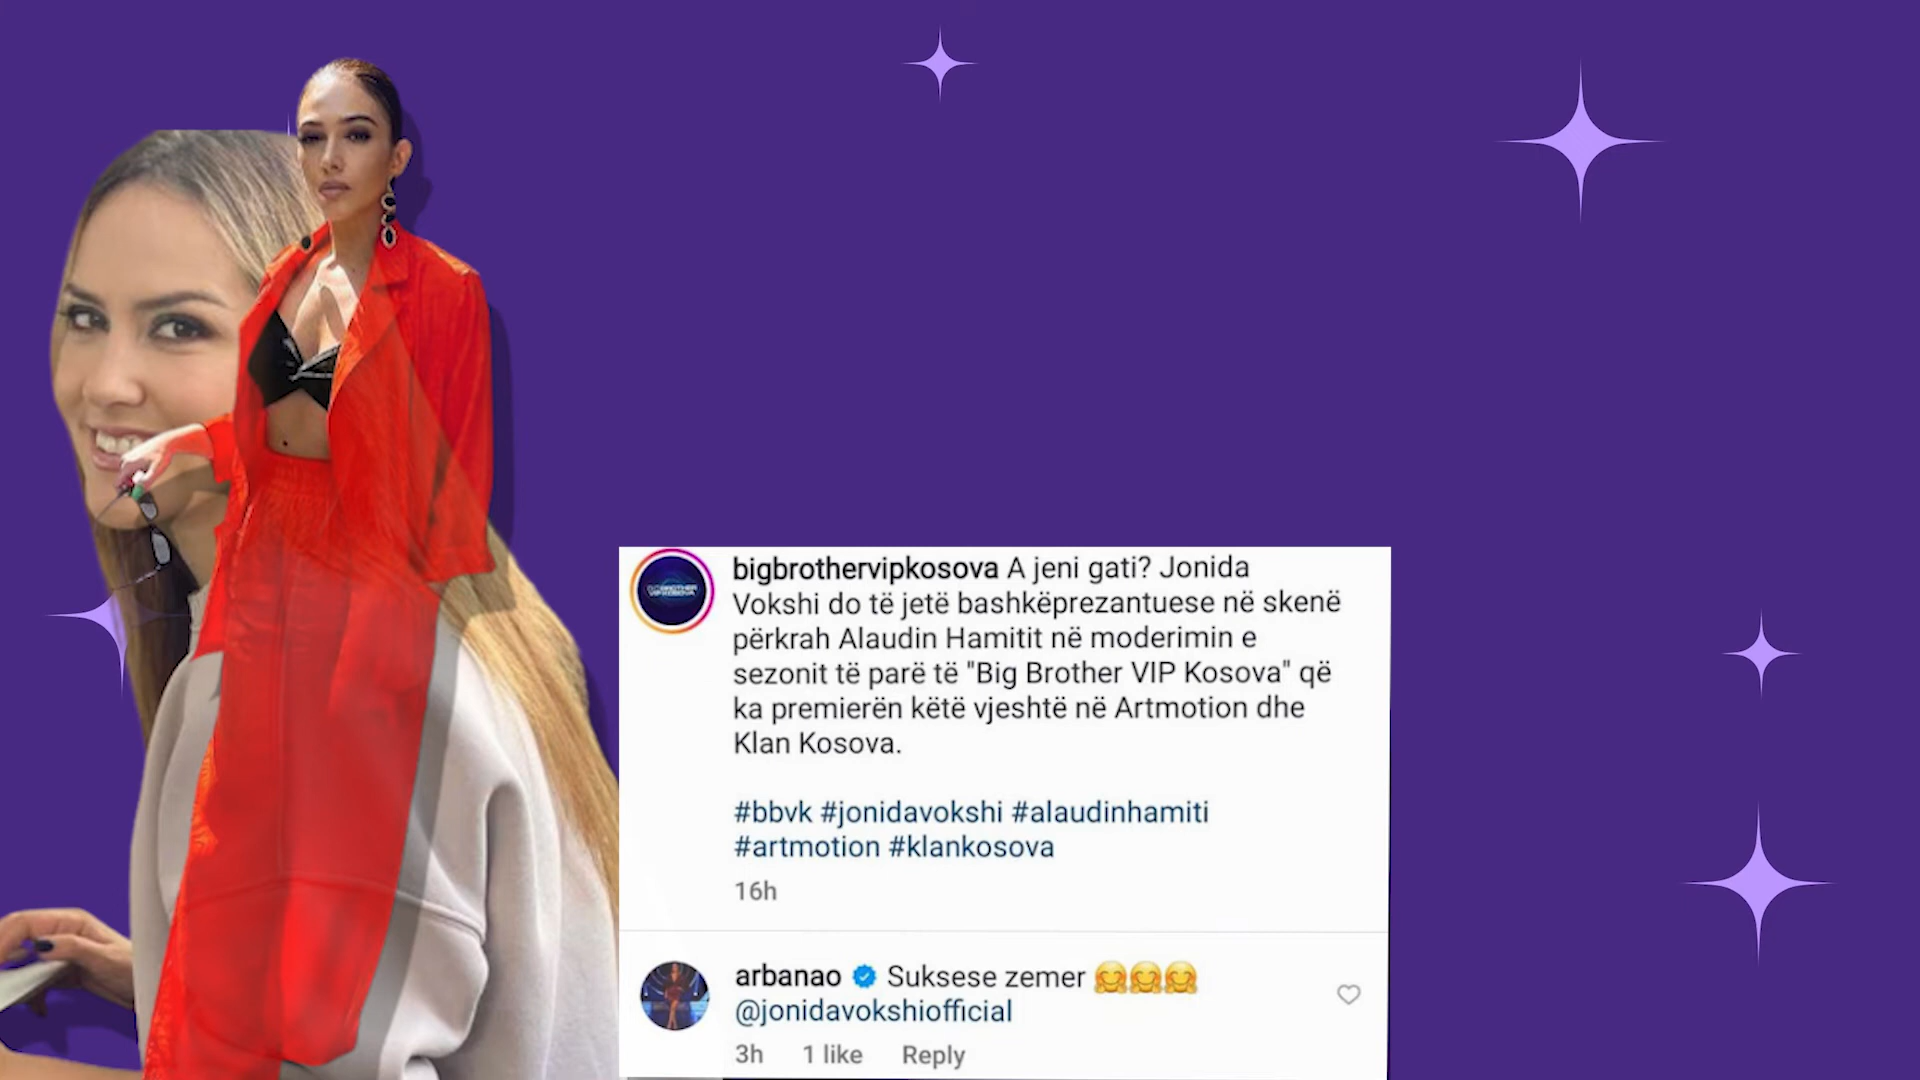 bigbrothervipkosova A jeni gati? Jonida
Vokshi do të jetë bashkëprezantuese në skenë
përkrah Alaudin Hamitit në moderimin e
sezonit të parë të "Big Brother VIP Kosova" që
ka premierën këtë vjeshtë në Artmotion dhe
Klan Kosova.
#bbvk #jonidavokshi #alaudinhamiti
#artmotion #klankosova
16h
arbanao Suksese zemer 🤗🤗🤗
@jonidavokshiofficial
3h 1 like Reply